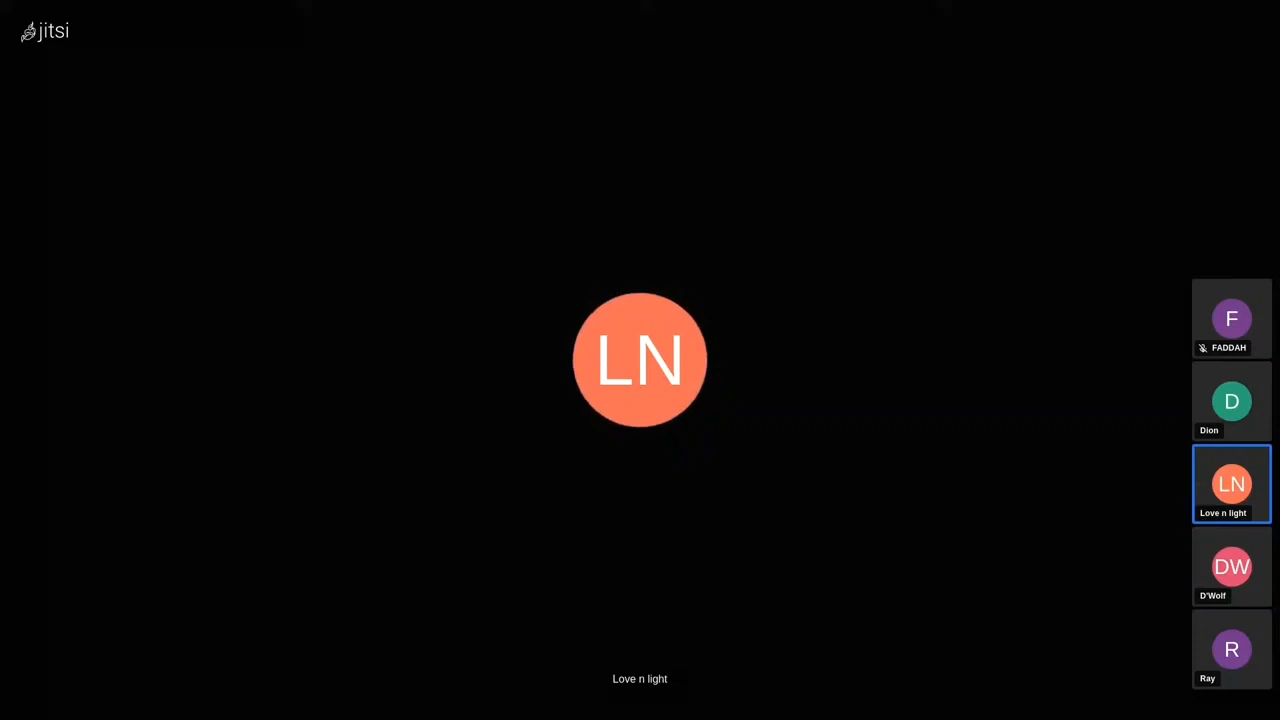 jitsi
LN
Love n light
F
FADDAH
D
Dion
LN
Love n light
DW
D'Wolf
R
Ray